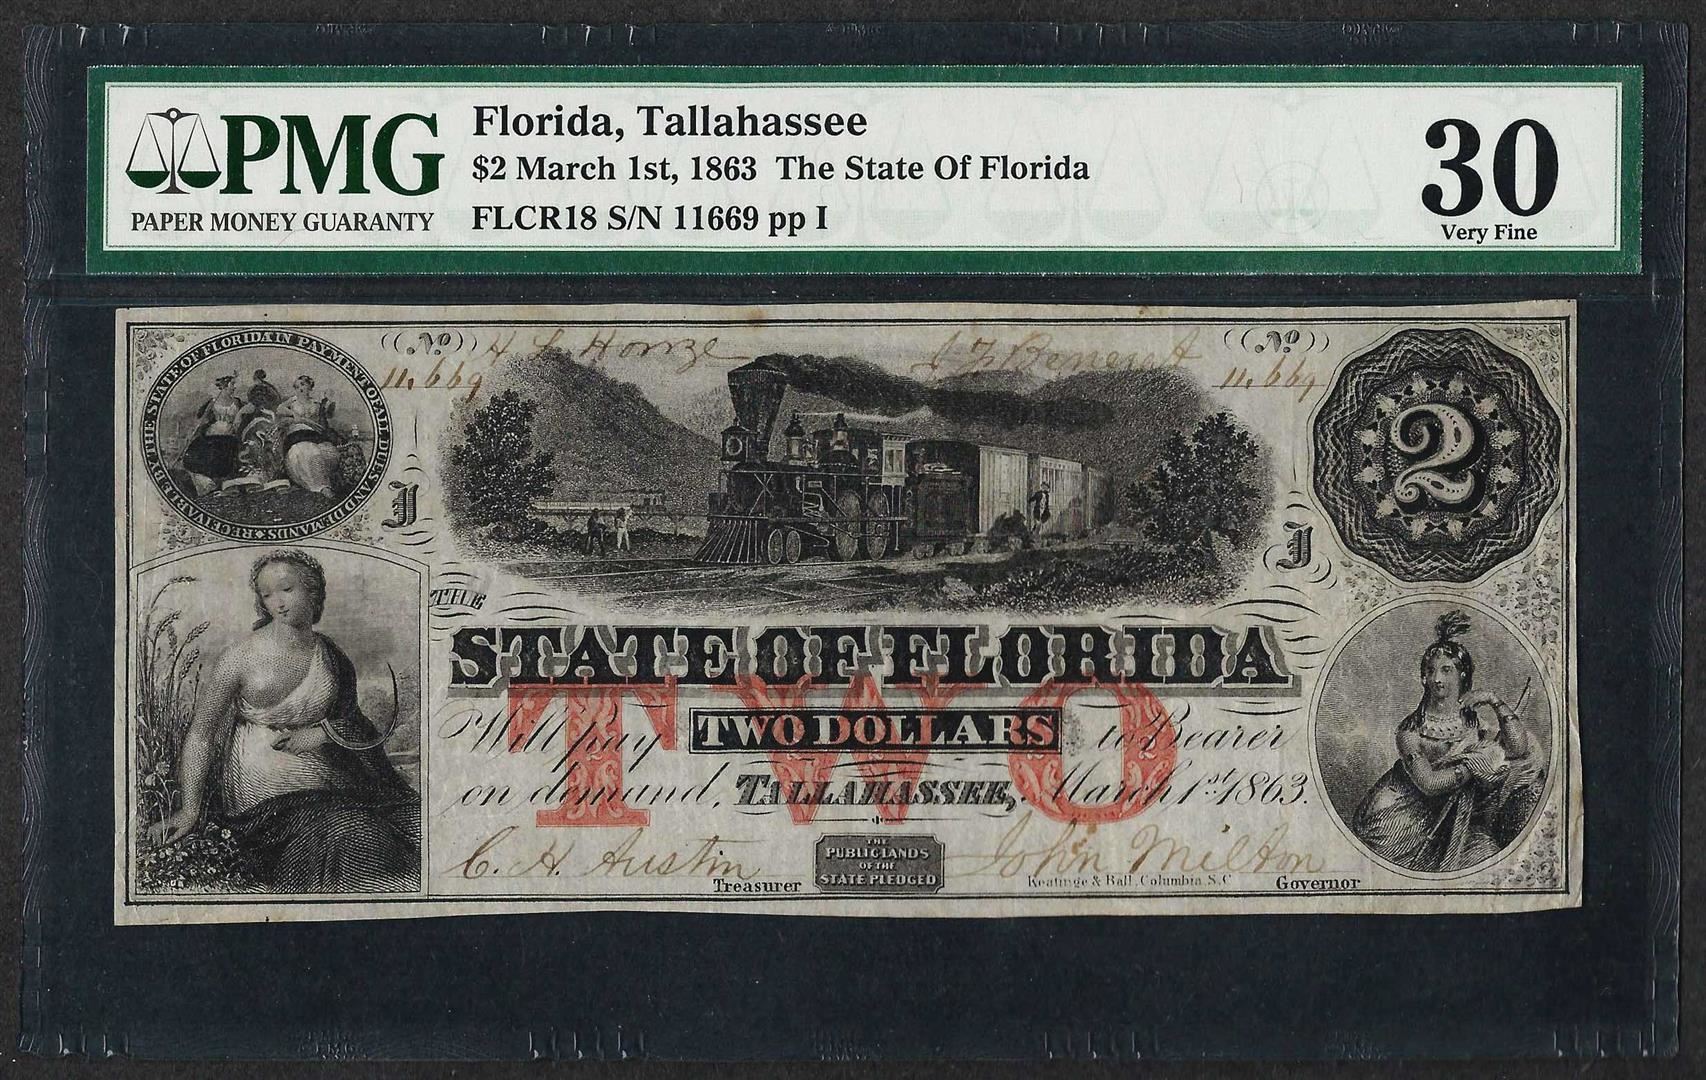 PMG
PAPER MONEY GUARANTY
Florida, Tallahassee
$2 March 1st, 1863 The State Of Florida
FLCR18 S/N 11669 pp I
30
Very Fine
RECEIVABLE BY THE STATE OF FLORIDA IN PAYMENT OF ALL DUES AND DEMANDS
No No
11.669 11.669
2
I I
THE
STATE OF FLORIDA
TWO
Will pay TWO DOLLARS to Bearer
on demand, TALLAHASSEE, March 1st 1863.
C. H. Austin Treasurer
THE
PUBLIC LANDS
OF THE
STATE PLEDGED
John Milton Governor
Keatinge & Ball, Columbia S.C